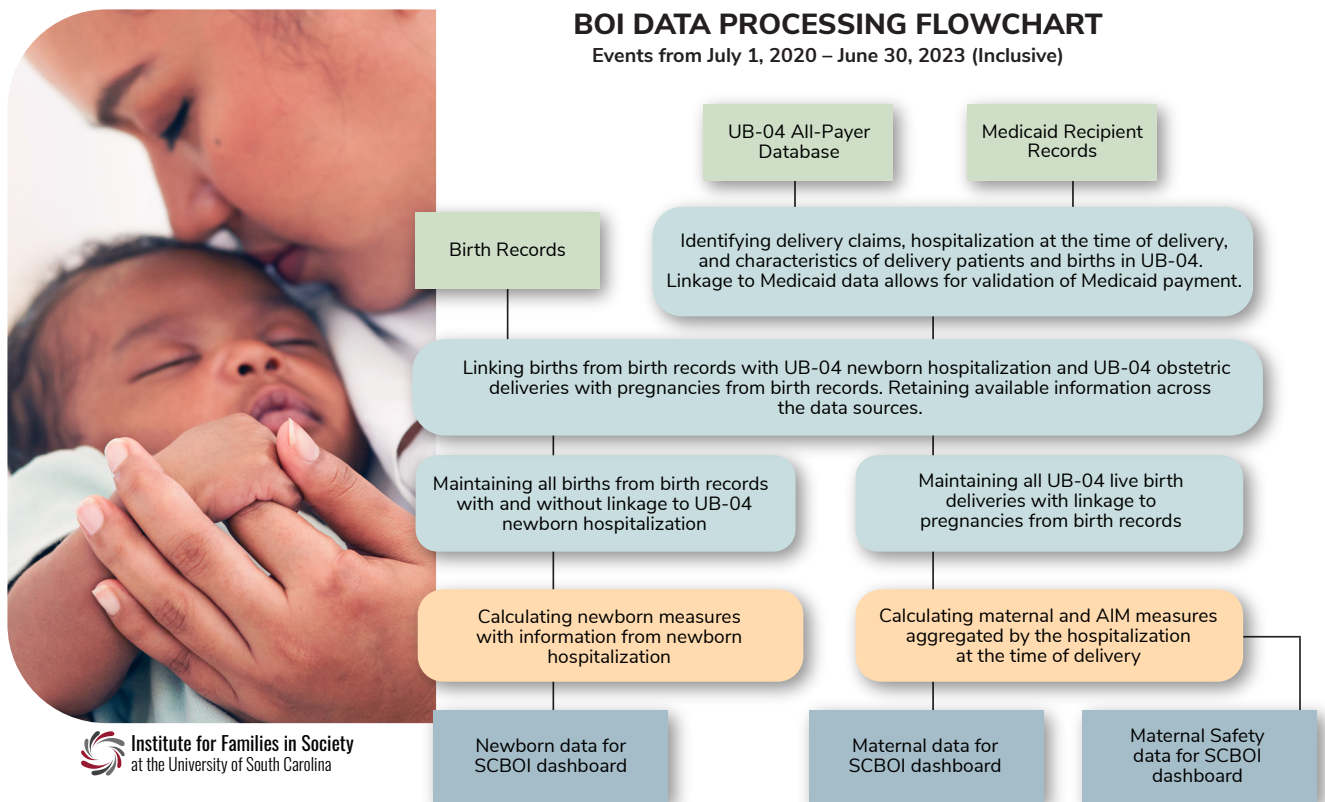 BOI DATA PROCESSING FLOWCHART
Events from July 1, 2020 – June 30, 2023 (Inclusive)
UB-04 All-Payer
Database
Medicaid Recipient
Records
Birth Records
Identifying delivery claims, hospitalization at the time of delivery,
and characteristics of delivery patients and births in UB-04.
Linkage to Medicaid data allows for validation of Medicaid payment.
Linking births from birth records with UB-04 newborn hospitalization and UB-04 obstetric
deliveries with pregnancies from birth records. Retaining available information across
the data sources.
Maintaining all births from birth records
with and without linkage to UB-04
newborn hospitalization
Maintaining all UB-04 live birth
deliveries with linkage to
pregnancies from birth records
Calculating newborn measures
with information from newborn
hospitalization
Calculating maternal and AIM measures
aggregated by the hospitalization
at the time of delivery
Newborn data for
SCBOI dashboard
Maternal data for
SCBOI dashboard
Maternal Safety
data for SCBOI
dashboard
Institute for Families in Society
at the University of South Carolina